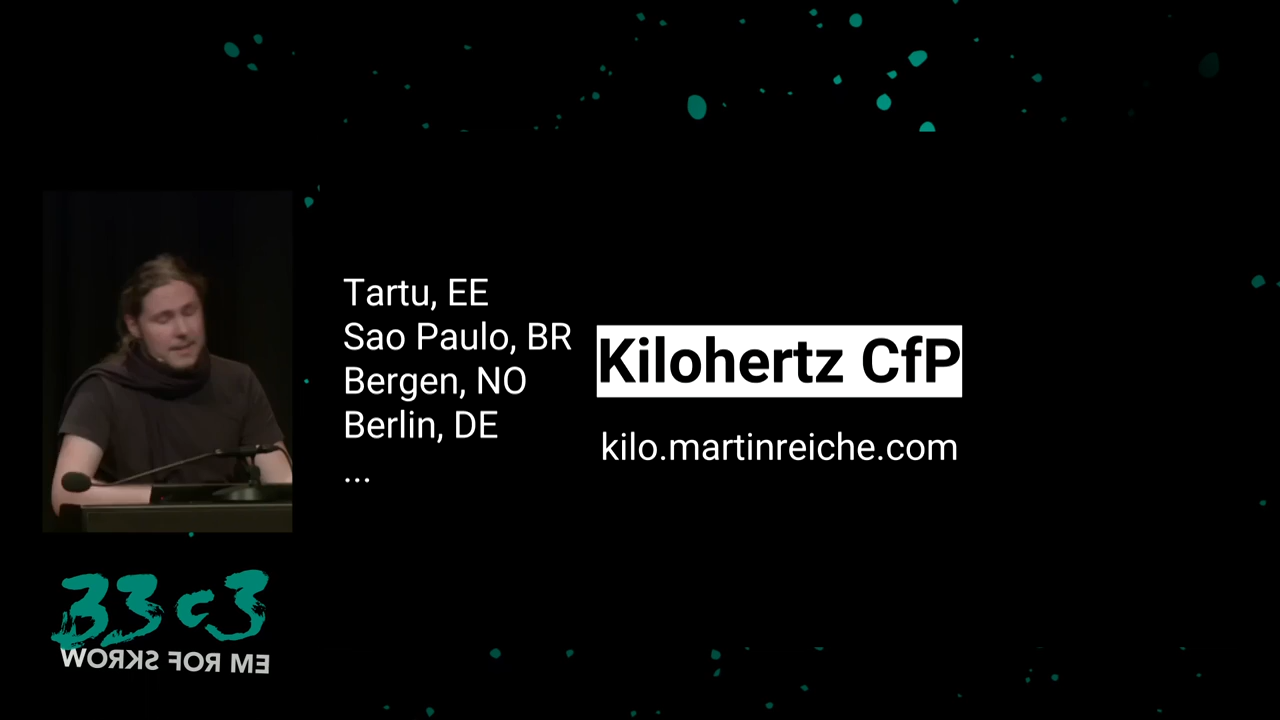 Tartu, EE
Sao Paulo, BR
Bergen, NO
Berlin, DE
...
Kilohertz CfP
kilo.martinreiche.com
33c3
WORKS FOR ME